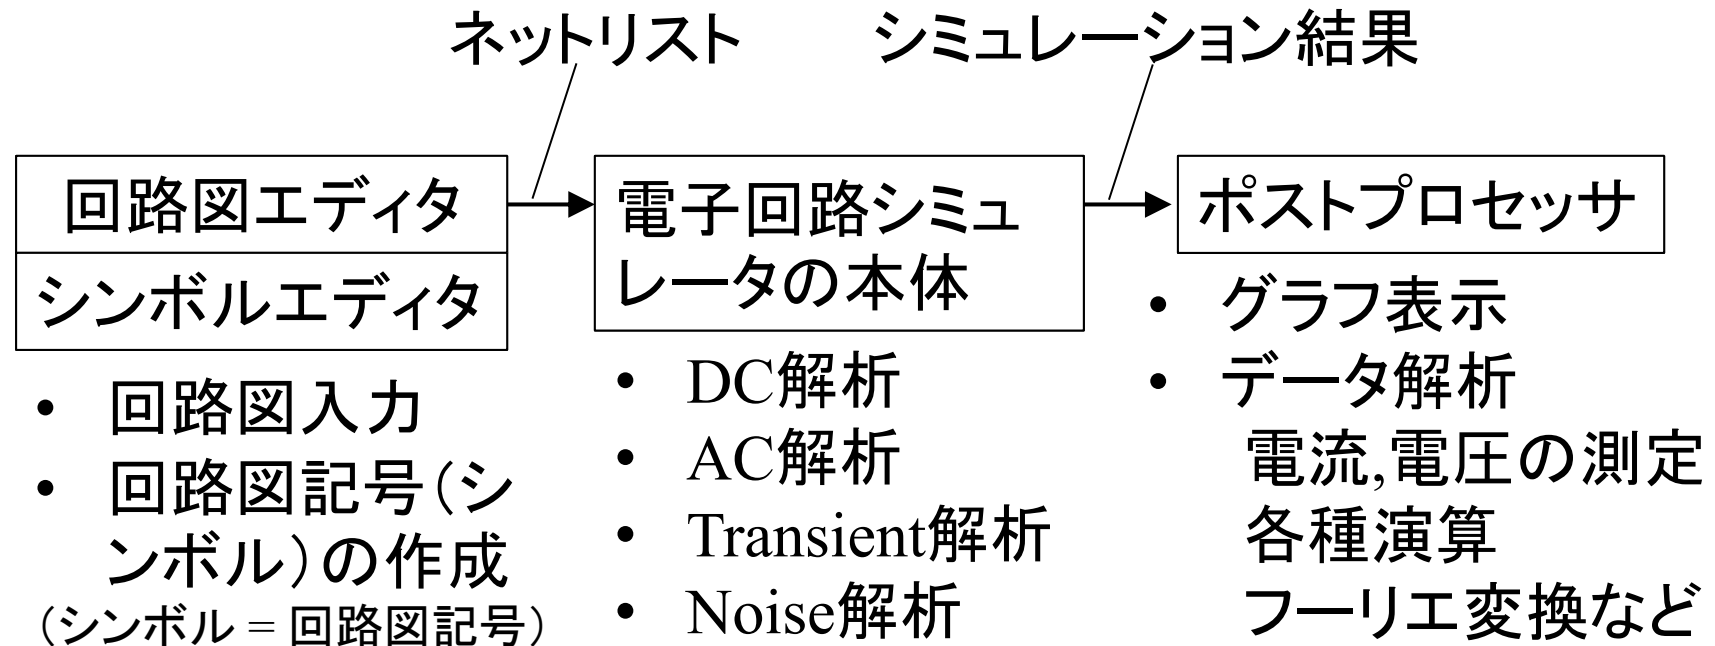 ネットリスト
シミュレーション結果
回路図エディタ
シンボルエディタ
• 回路図入力
• 回路図記号（シ
ンボル）の作成
（シンボル = 回路図記号）
電子回路シミュ
レータの本体
• DC解析
• AC解析
• Transient解析
• Noise解析
ポストプロセッサ
• グラフ表示
• データ解析
電流,電圧の測定
各種演算
フーリエ変換など